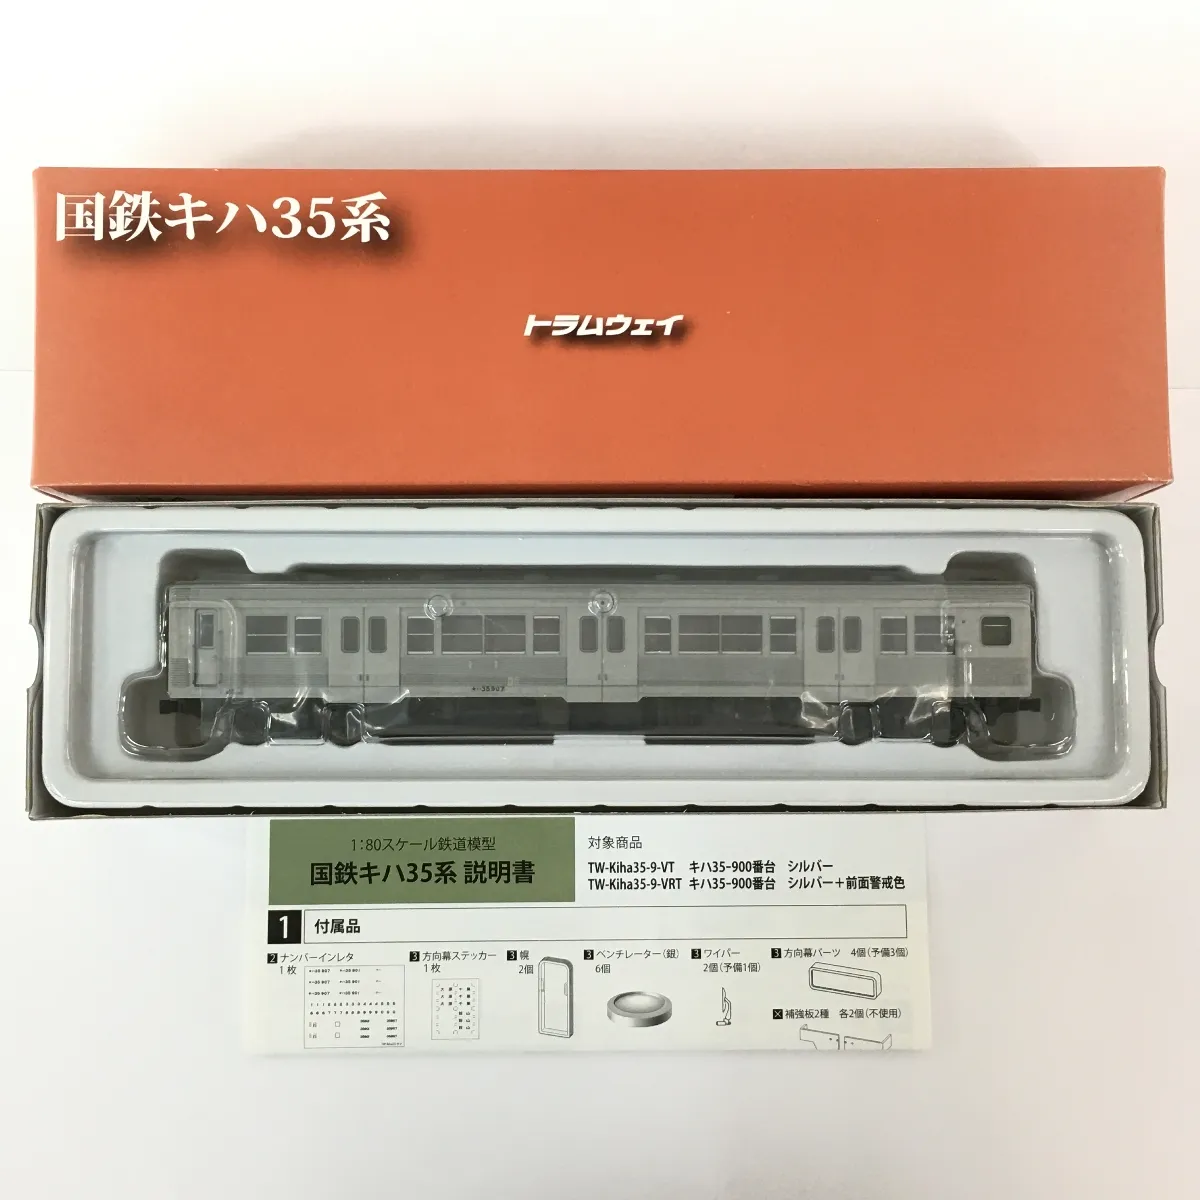 国鉄キハ35系
トラムウェイ
キハ35 907
1:80スケール鉄道模型
国鉄キハ35系 説明書
対象商品
TW-Kiha35-9-VT キハ35-900番台 シルバー
TW-Kiha35-9-VRT キハ35-900番台 シルバー+前面警戒色
1 付属品
2 ナンバーインレタ
1枚
3 方向幕ステッカー
1枚
3 幌
2個
3 ベンチレーター(銀)
6個
3 ワイパー
2個(予備1個)
3 方向幕パーツ 4個(予備3個)
× 補強板2種 各2個(不使用)